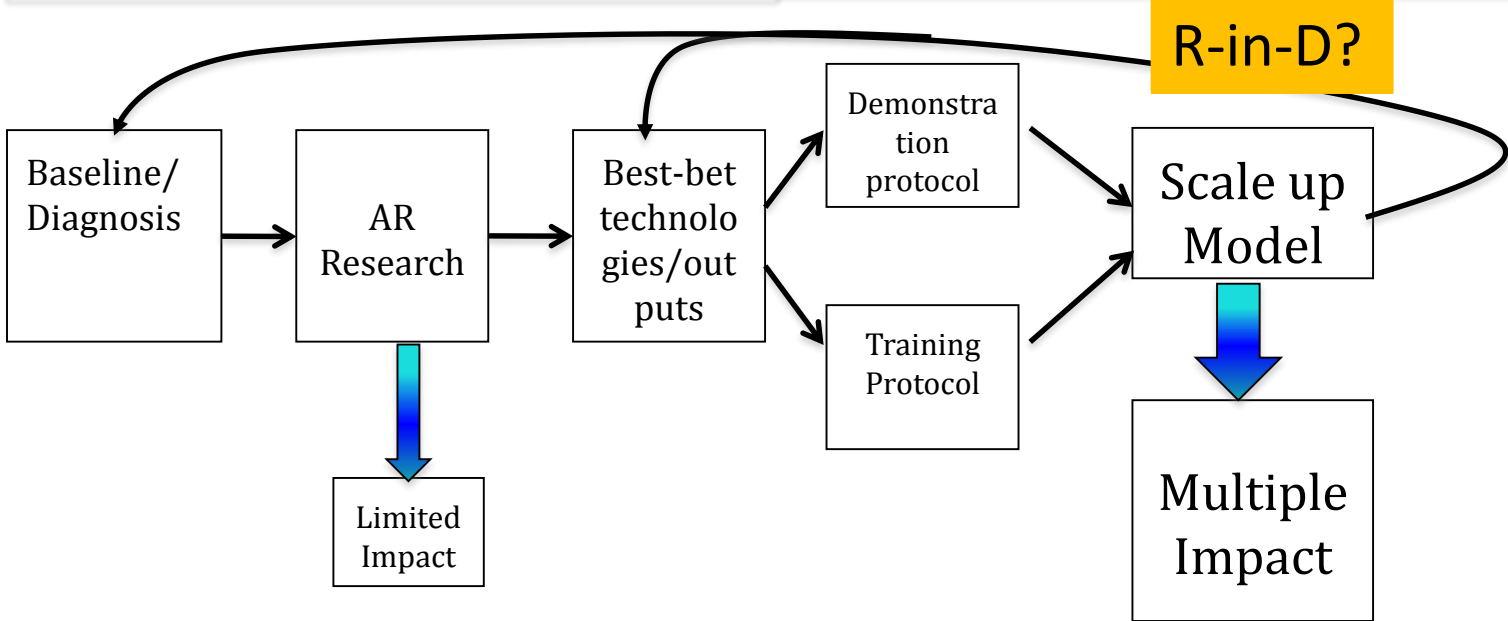 R-in-D?
Baseline/
Diagnosis
AR
Research
Best-bet
technolo
gies/out
puts
Demonstra
tion
protocol
Training
Protocol
Scale up
Model
Limited
Impact
Multiple
Impact